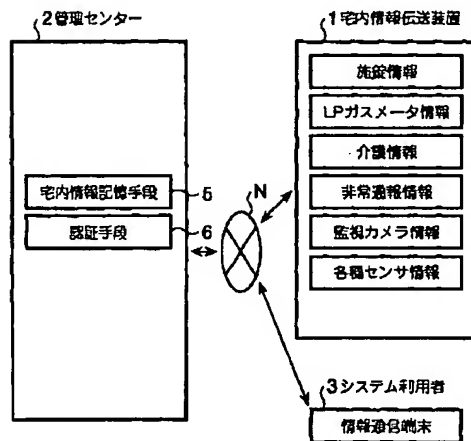 2管理センター
宅内情報記憶手段
5
認証手段
6
N
1宅内情報伝送装置
施錠情報
LPガスメータ情報
介護情報
非常通報情報
監視カメラ情報
各種センサ情報
3システム利用者
情報通信端末